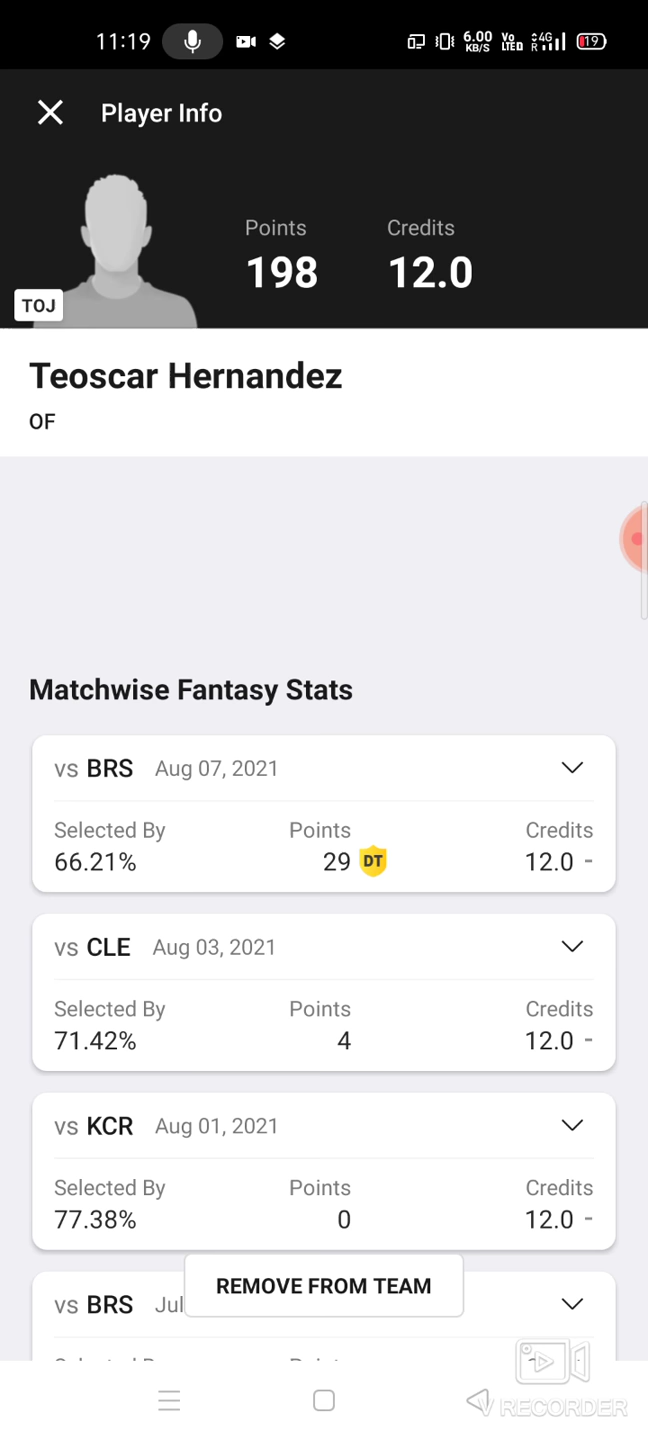 11:19 6.00 KB/S Vo LTED 4G R 19
Player Info
Points Credits
198 12.0
TOJ
Teoscar Hernandez
OF
Matchwise Fantasy Stats
vs BRS Aug 07, 2021
Selected By Points Credits
66.21% 29 DT 12.0 -
vs CLE Aug 03, 2021
Selected By Points Credits
71.42% 4 12.0 -
vs KCR Aug 01, 2021
Selected By Points Credits
77.38% 0 12.0 -
REMOVE FROM TEAM
vs BRS Jul
V RECORDER